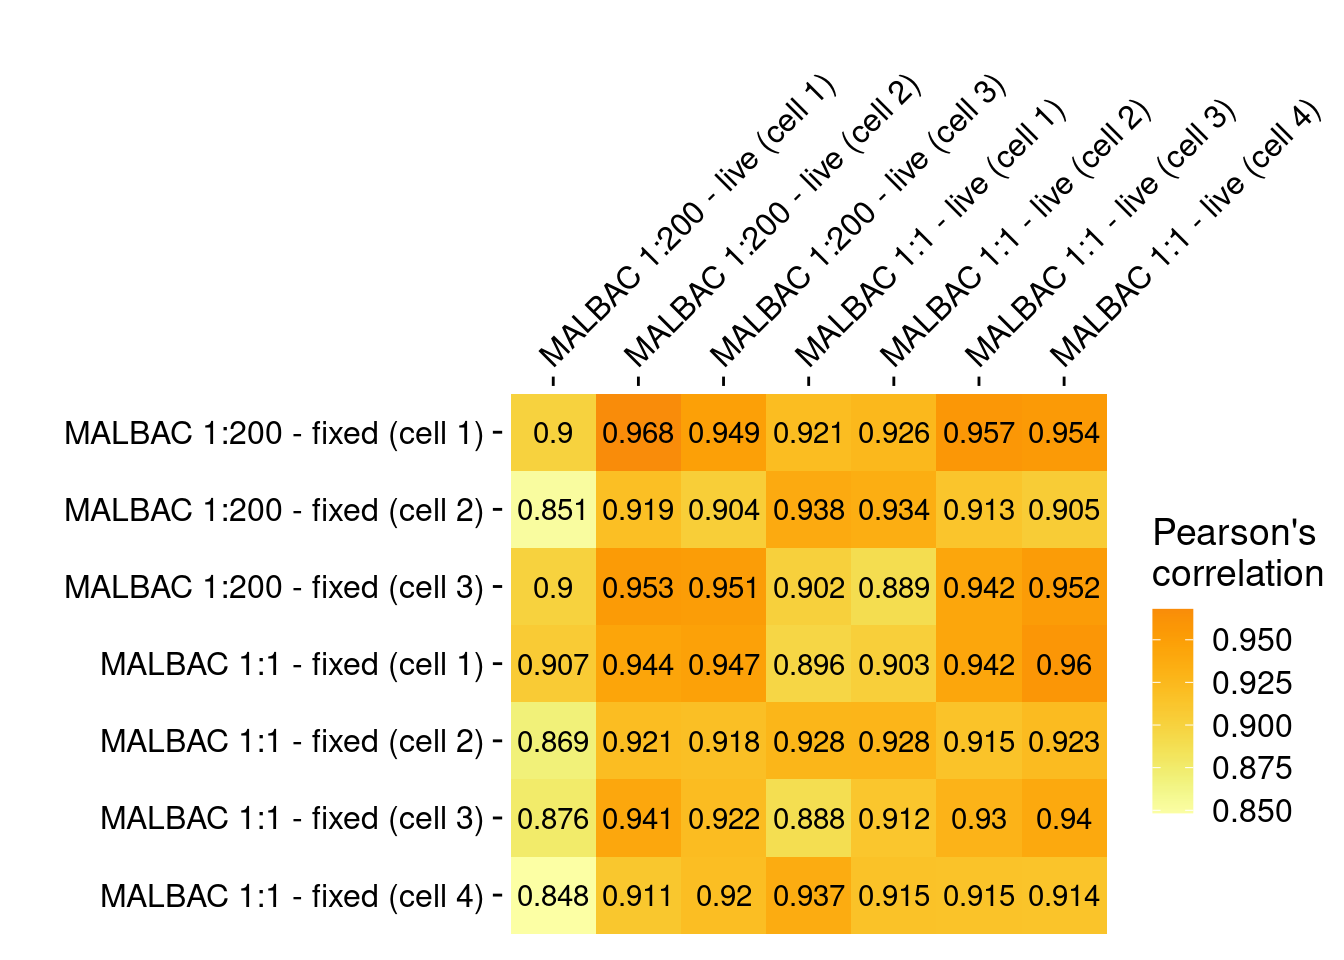 MALBAC 1:200 - live (cell 1)
MALBAC 1:200 - live (cell 2)
MALBAC 1:200 - live (cell 3)
MALBAC 1:1 - live (cell 1)
MALBAC 1:1 - live (cell 2)
MALBAC 1:1 - live (cell 3)
MALBAC 1:1 - live (cell 4)
MALBAC 1:200 - fixed (cell 1) 0.9 0.968 0.949 0.921 0.926 0.957 0.954
MALBAC 1:200 - fixed (cell 2) 0.851 0.919 0.904 0.938 0.934 0.913 0.905
MALBAC 1:200 - fixed (cell 3) 0.9 0.953 0.951 0.902 0.889 0.942 0.952
MALBAC 1:1 - fixed (cell 1) 0.907 0.944 0.947 0.896 0.903 0.942 0.96
MALBAC 1:1 - fixed (cell 2) 0.869 0.921 0.918 0.928 0.928 0.915 0.923
MALBAC 1:1 - fixed (cell 3) 0.876 0.941 0.922 0.888 0.912 0.93 0.94
MALBAC 1:1 - fixed (cell 4) 0.848 0.911 0.92 0.937 0.915 0.915 0.914
Pearson's
correlation
0.950
0.925
0.900
0.875
0.850